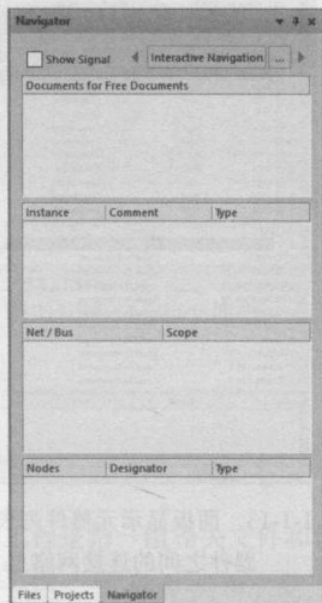 Navigator
Show Signal Interactive Navigation ...
Documents for Free Documents
Instance Comment Type
Net / Bus Scope
Nodes Designator Type
Files Projects Navigator